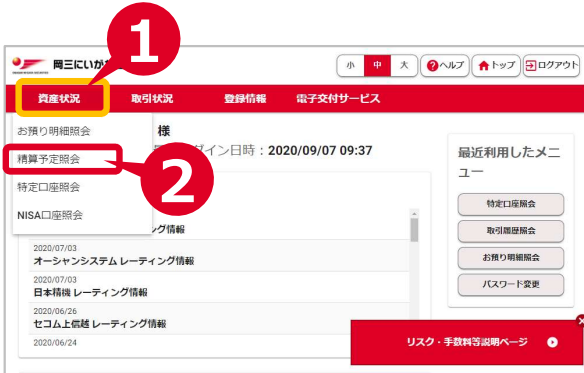 1
岡三にいが
小 中 大 ?ヘルプ トップ ログアウト
資産状況 取引状況 登録情報 電子交付サービス
お預り明細照会
様
イン日時：2020/09/07 09:37
精算予定照会
2
特定口座照会
NISA口座照会
ング情報
2020/07/03
オーシャンシステム レーティング情報
2020/07/03
日本精機 レーティング情報
2020/06/26
セコム上信越 レーティング情報
2020/06/24
最近利用したメニ
ュー
特定口座照会
取引履歴照会
お預り明細照会
パスワード変更
リスク・手数料等説明ページ